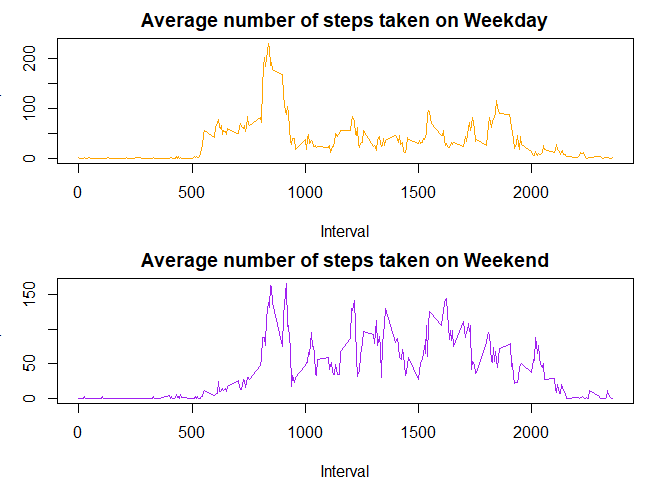 Average number of steps taken on Weekday
200
100
0
0 500 1000 1500 2000
Interval
Average number of steps taken on Weekend
150
50
0
0 500 1000 1500 2000
Interval